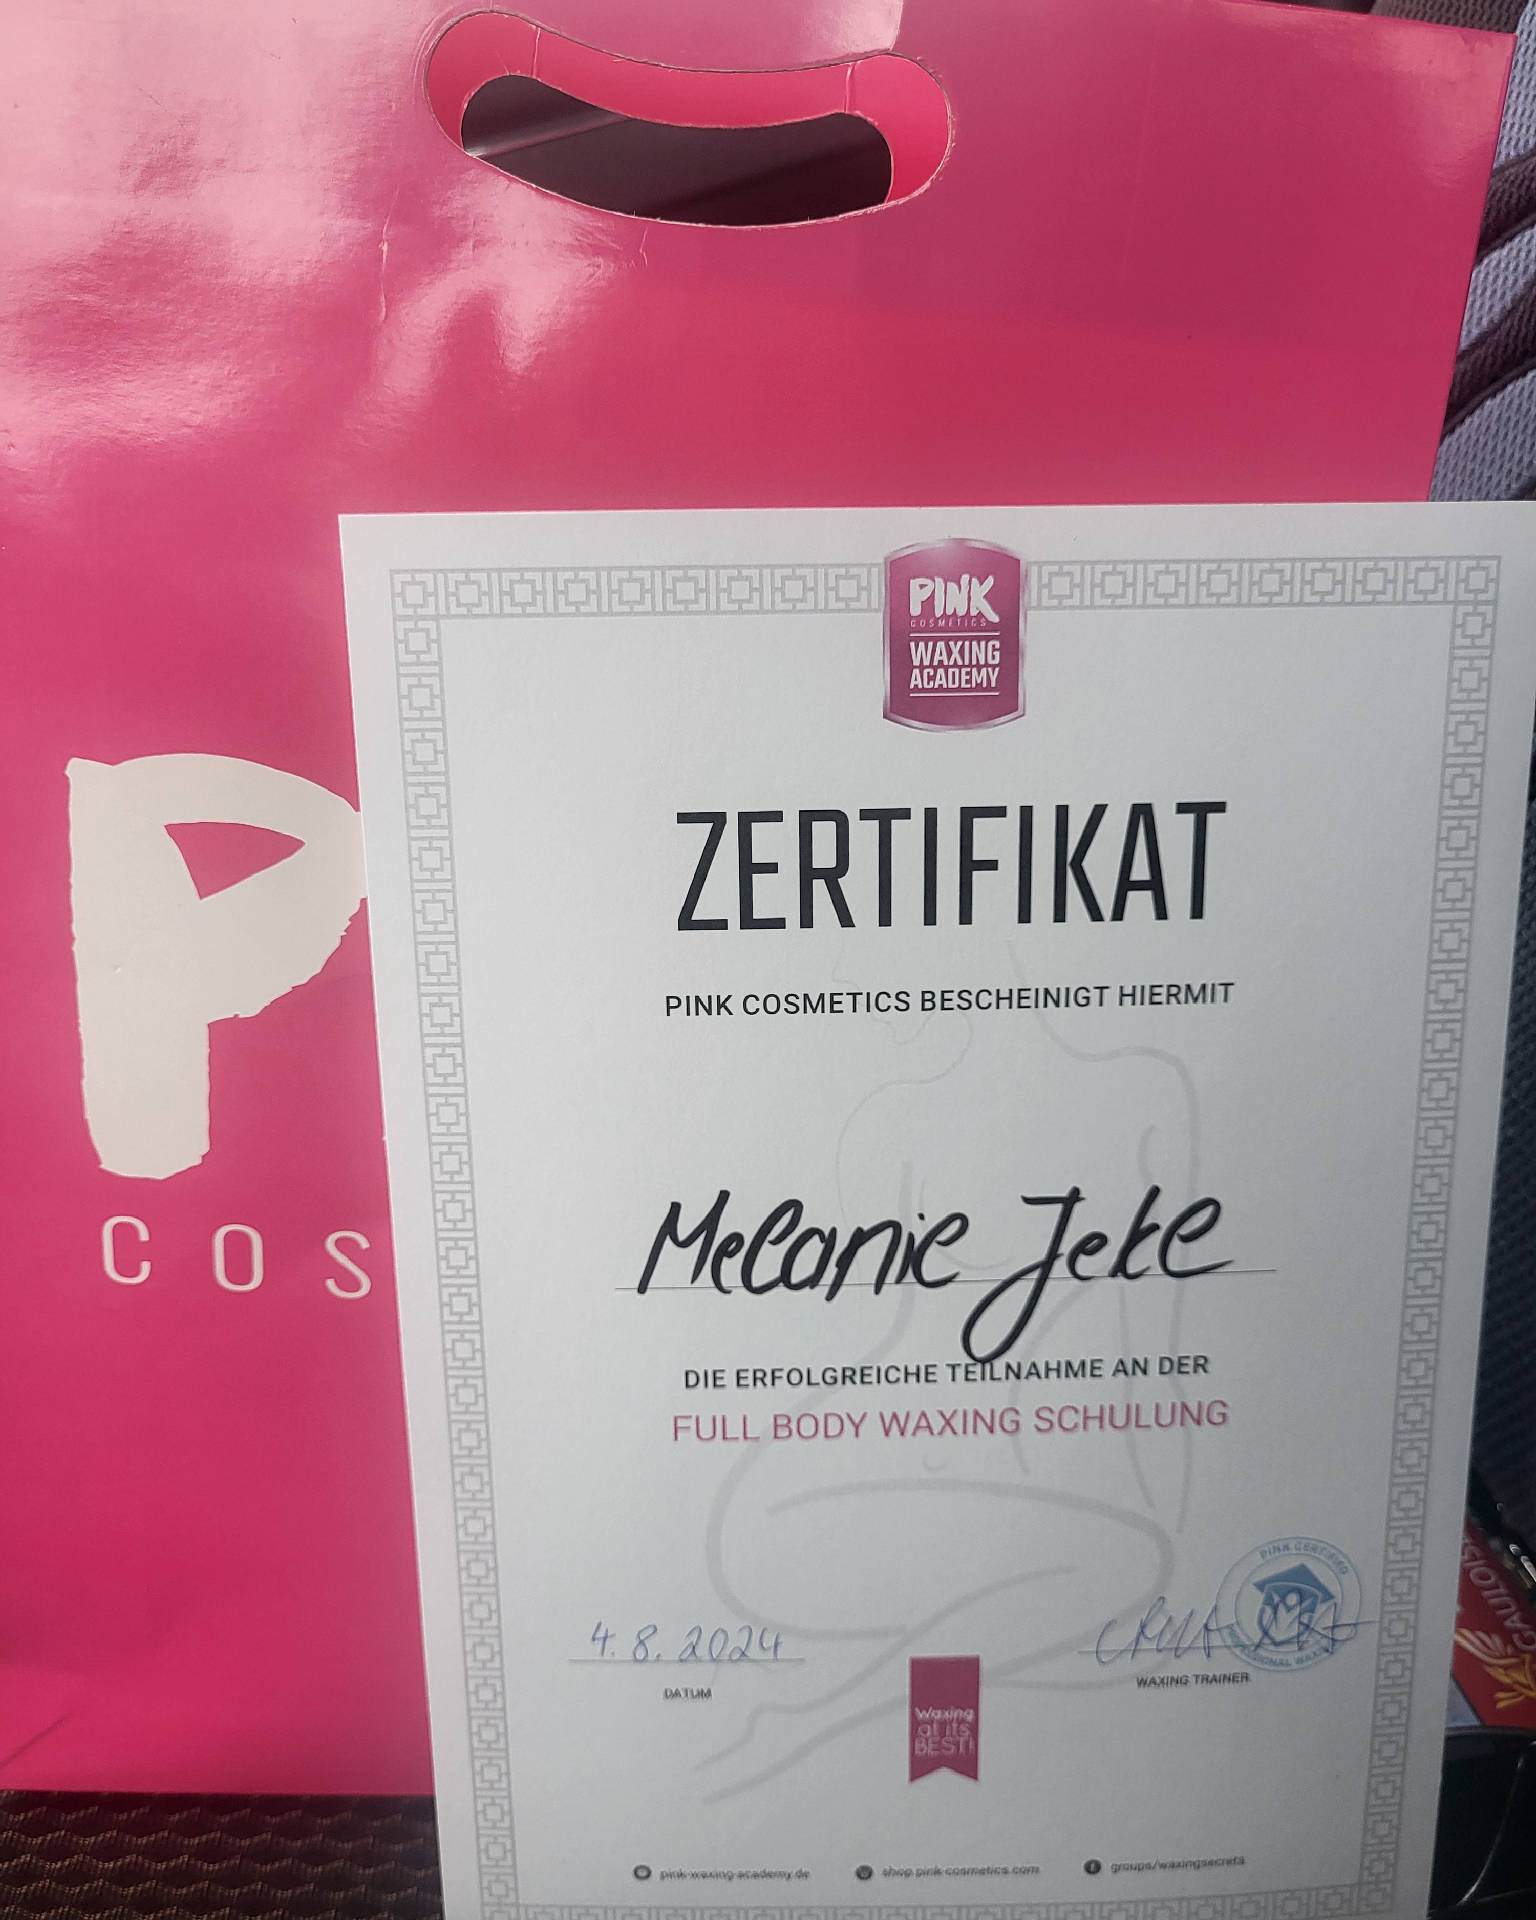 P
COS
PINK
COSMETICS
WAXING
ACADEMY
ZERTIFIKAT
PINK COSMETICS BESCHEINIGT HIERMIT
Melanie Jeke
DIE ERFOLGREICHE TEILNAHME AN DER
FULL BODY WAXING SCHULUNG
PINK CERTIFIED
4.8.2024
DATUM
WAXING TRAINER
Waxing
at its
BEST!
pink-waxing-academy.de
shop.pink-cosmetics.com
groups/waxingsecrets